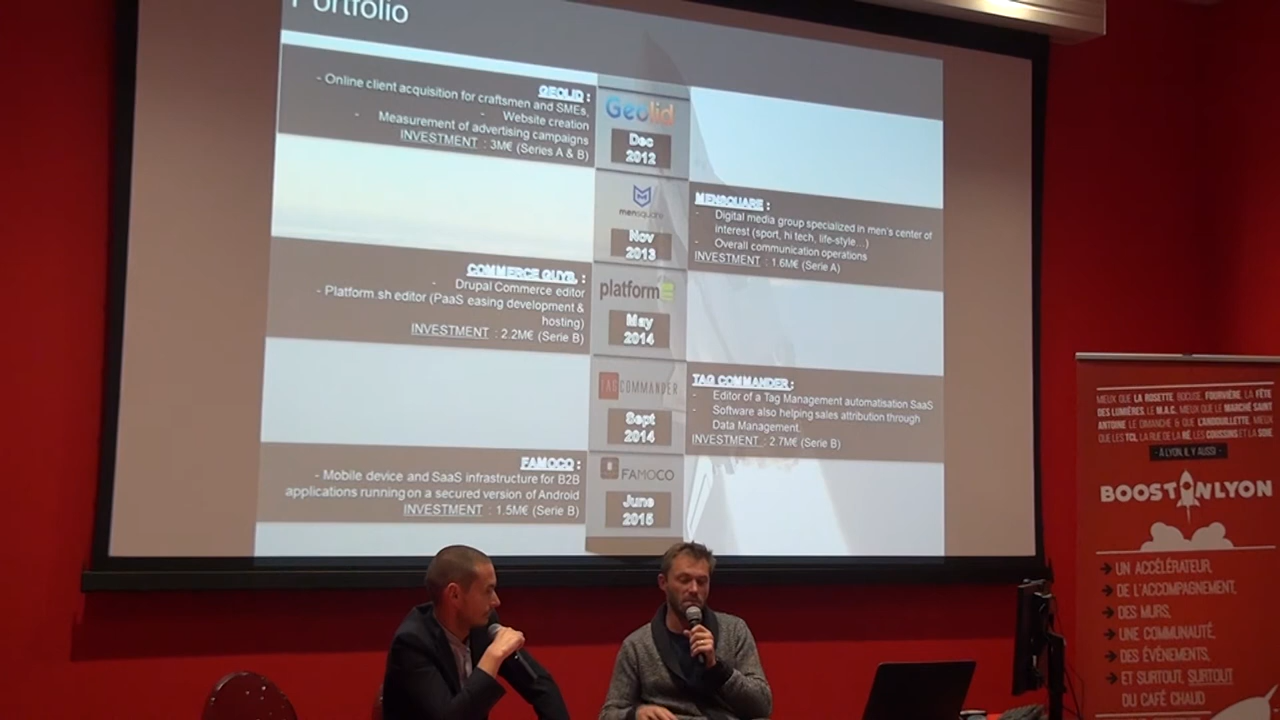 Portfolio
GEOLID :
- Online client acquisition for craftsmen and SMEs,
- Website creation
- Measurement of advertising campaigns
INVESTMENT : 3M€ (Series A & B)
Geolid
Dec
2012
mensquare
Nov
2013
MENSQUARE :
- Digital media group specialized in men's center of
interest (sport, hi tech, life-style...)
- Overall communication operations
INVESTMENT : 1.6M€ (Serie A)
COMMERCE GUYS :
- Drupal Commerce editor
- Platform.sh editor (PaaS easing development &
hosting)
INVESTMENT : 2.2M€ (Serie B)
platform
May
2014
TAG COMMANDER
Sept
2014
TAG COMMANDER :
- Editor of a Tag Management automatisation SaaS
- Software also helping sales attribution through
Data Management.
INVESTMENT : 2.7M€ (Serie B)
FAMOCO :
- Mobile device and SaaS infrastructure for B2B
applications running on a secured version of Android
INVESTMENT : 1.5M€ (Serie B)
FAMOCO
June
2015
MIEUX QUE LA ROSETTE, BOCUSE, FOURVIÈRE, LA FÊTE
DES LUMIÈRES, LE M.A.C., MIEUX QUE LE MARCHÉ SAINT
ANTOINE LE DIMANCHE & QUE L'ANDOUILLETTE, MIEUX
QUE LES TCL, LA RUE DE LA RÉ, LES COUSSINS ET LA SOIE
- À LYON, IL Y AUSSI -
BOOST IN LYON
→ UN ACCÉLÉRATEUR,
→ DE L'ACCOMPAGNEMENT,
→ DES MURS,
→ UNE COMMUNAUTÉ,
→ DES ÉVÉNEMENTS,
→ ET SURTOUT, SURTOUT
DU CAFÉ CHAUD